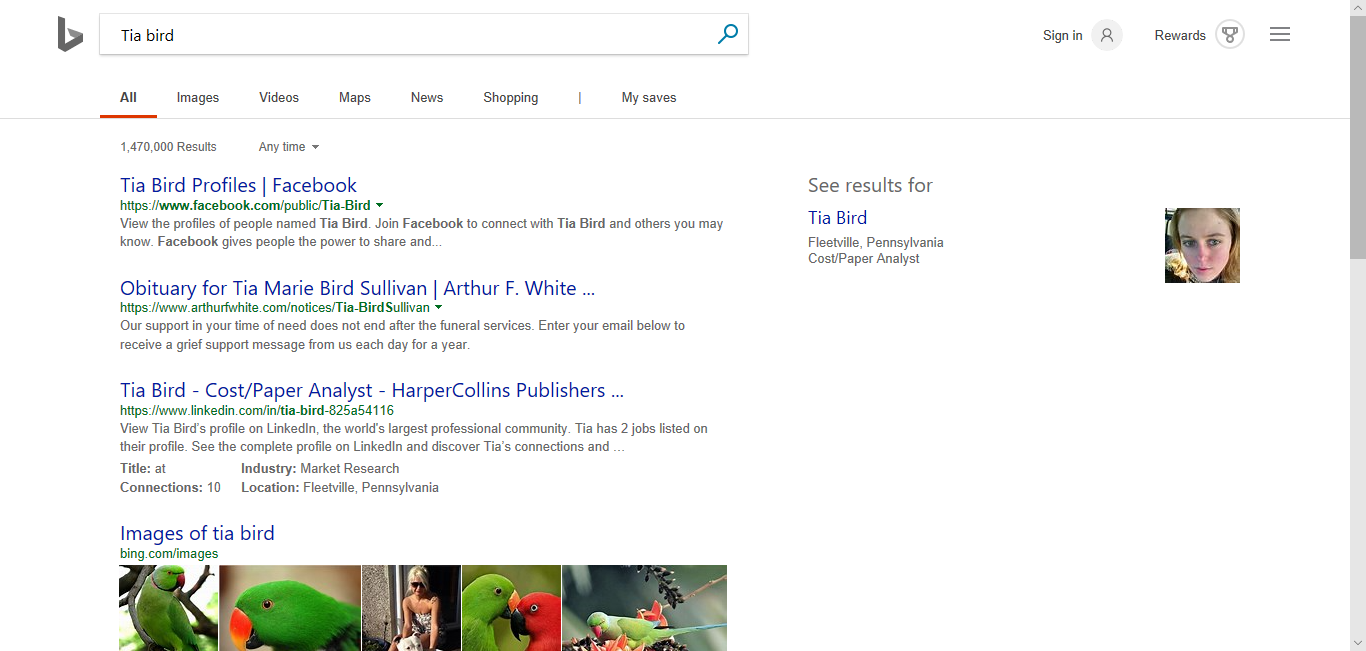 Tia bird
Sign in
Rewards
All Images Videos Maps News Shopping | My saves
1,470,000 Results Any time
Tia Bird Profiles | Facebook
https://www.facebook.com/public/Tia-Bird
View the profiles of people named Tia Bird. Join Facebook to connect with Tia Bird and others you may
know. Facebook gives people the power to share and...
Obituary for Tia Marie Bird Sullivan | Arthur F. White ...
https://www.arthurfwhite.com/notices/Tia-BirdSullivan
Our support in your time of need does not end after the funeral services. Enter your email below to
receive a grief support message from us each day for a year.
Tia Bird - Cost/Paper Analyst - HarperCollins Publishers ...
https://www.linkedin.com/in/tia-bird-825a54116
View Tia Bird's profile on LinkedIn, the world's largest professional community. Tia has 2 jobs listed on
their profile. See the complete profile on LinkedIn and discover Tia's connections and ...
Title: at Industry: Market Research
Connections: 10 Location: Fleetville, Pennsylvania
Images of tia bird
bing.com/images
See results for
Tia Bird
Fleetville, Pennsylvania
Cost/Paper Analyst